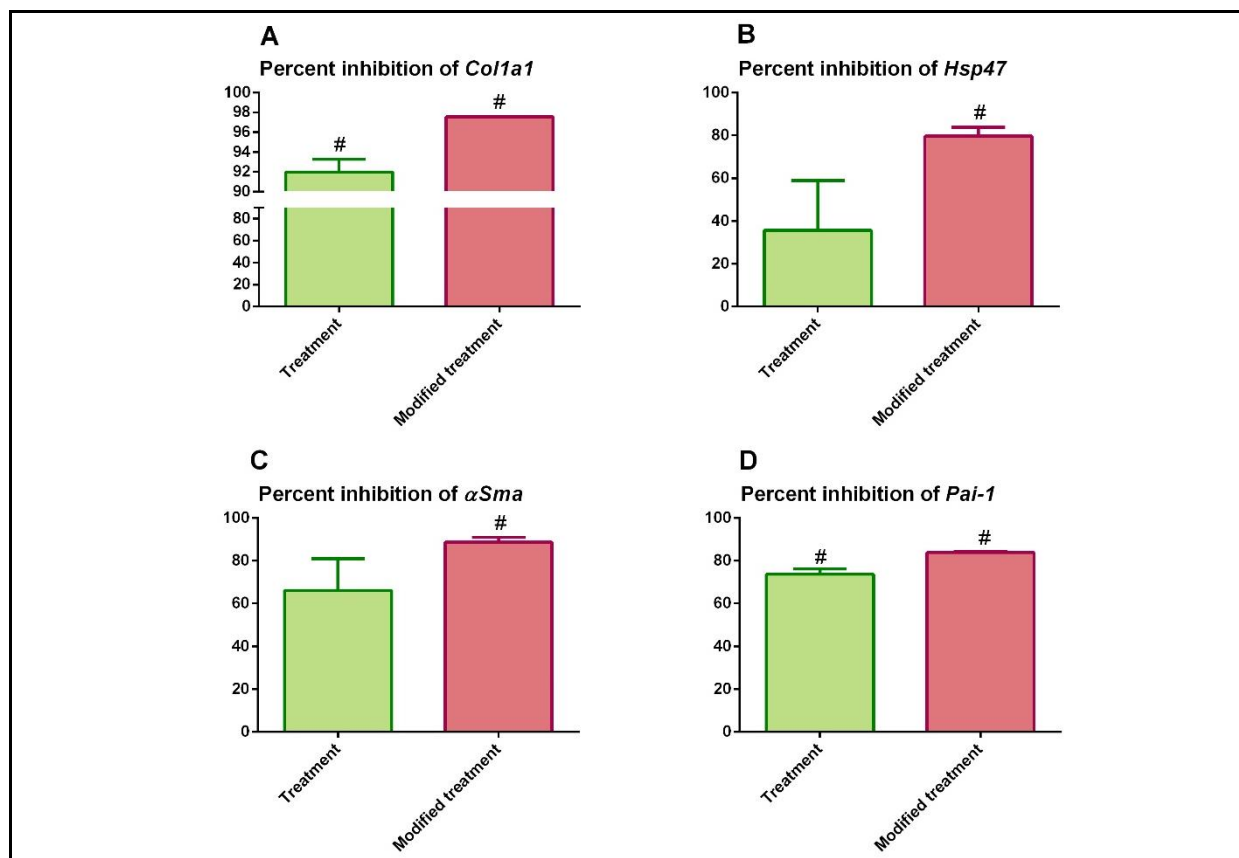 A
Percent inhibition of Col1a1
100
98
96
94
92
90
80
60
40
20
0
#
#
Treatment
Modified treatment
B
Percent inhibition of Hsp47
100
80
60
40
20
0
#
Treatment
Modified treatment
C
Percent inhibition of αSma
100
80
60
40
20
0
#
Treatment
Modified treatment
D
Percent inhibition of Pai-1
100
80
60
40
20
0
#
#
Treatment
Modified treatment